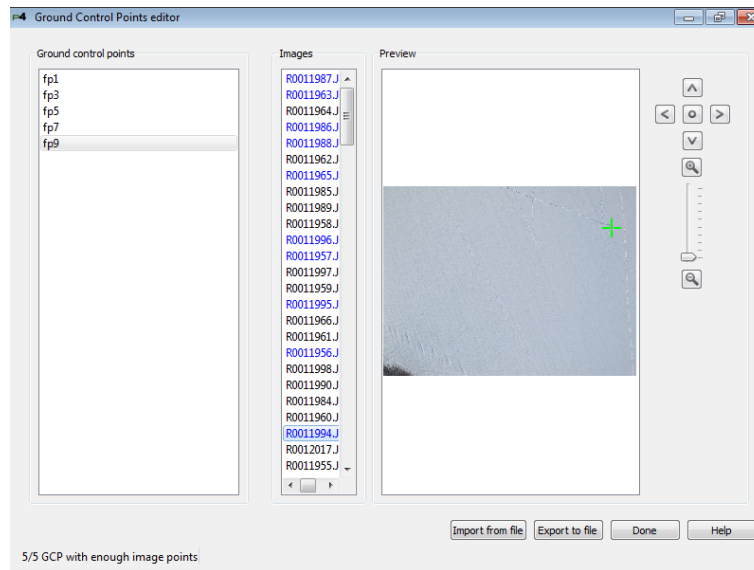 P4 Ground Control Points editor
Ground control points
fp1
fp3
fp5
fp7
fp9
Images
R0011987.J
R0011963.J
R0011964.J
R0011986.J
R0011988.J
R0011962.J
R0011965.J
R0011985.J
R0011989.J
R0011958.J
R0011996.J
R0011957.J
R0011997.J
R0011959.J
R0011995.J
R0011966.J
R0011961.J
R0011956.J
R0011998.J
R0011990.J
R0011984.J
R0011960.J
R0011994.J
R0012017.J
R0011955.J
Preview
Import from file
Export to file
Done
Help
5/5 GCP with enough image points